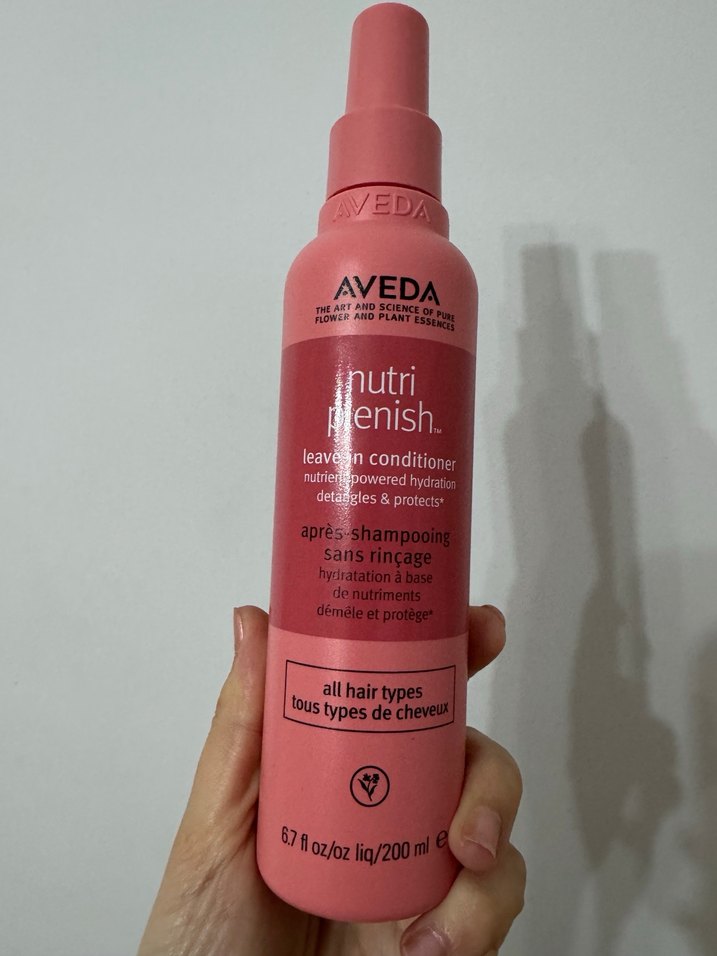 AVEDA
AVEDA
THE ART AND SCIENCE OF PURE
FLOWER AND PLANT ESSENCES
nutri
plenish™
leave-in conditioner
nutrient-powered hydration
detangles & protects*
après-shampooing
sans rinçage
hydratation à base
de nutriments
démêle et protège*
all hair types
tous types de cheveux
6.7 fl oz/oz liq/200 ml ℮